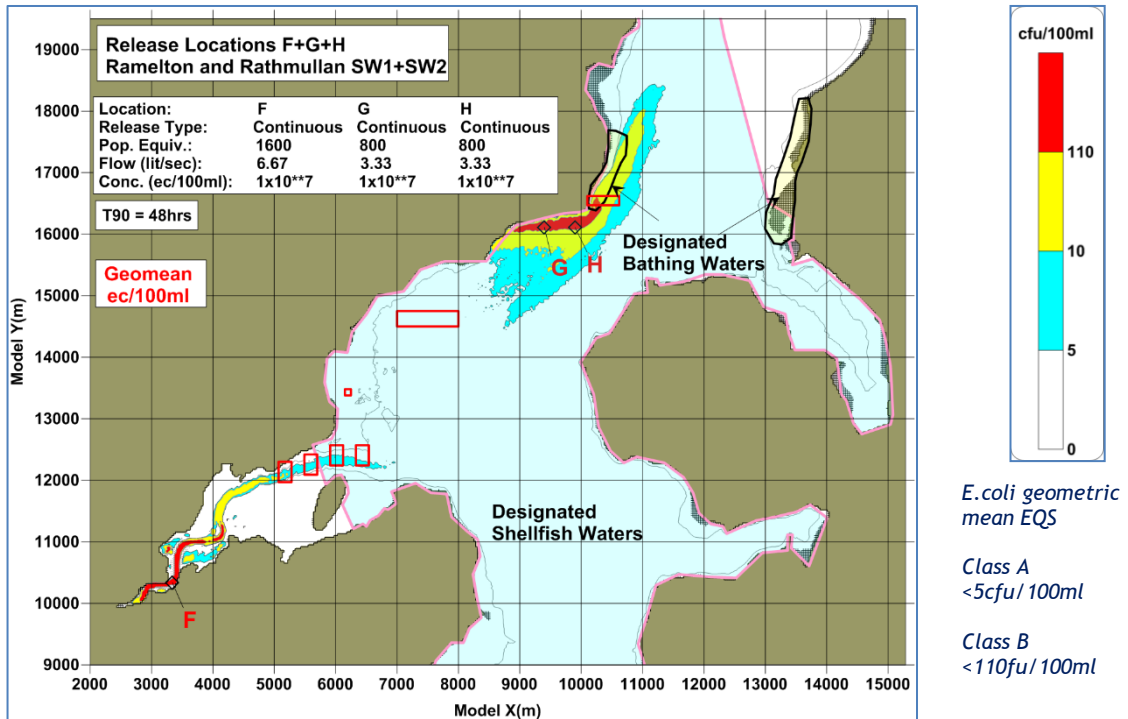 Release Locations F+G+H
Ramelton and Rathmullan SW1+SW2
Location: F G H
Release Type: Continuous Continuous Continuous
Pop. Equiv.: 1600 800 800
Flow (lit/sec): 6.67 3.33 3.33
Conc. (ec/100ml): 1x10**7 1x10**7 1x10**7
T90 = 48hrs
Geomean
ec/100ml
Designated
Bathing Waters
G H
Designated
Shellfish Waters
F
Model Y(m)
19000
18000
17000
16000
15000
14000
13000
12000
11000
10000
9000
2000 3000 4000 5000 6000 7000 8000 9000 10000 11000 12000 13000 14000 15000
Model X(m)
cfu/100ml
110
10
5
0
E.coli geometric
mean EQS
Class A
<5cfu/100ml
Class B
<110fu/100ml